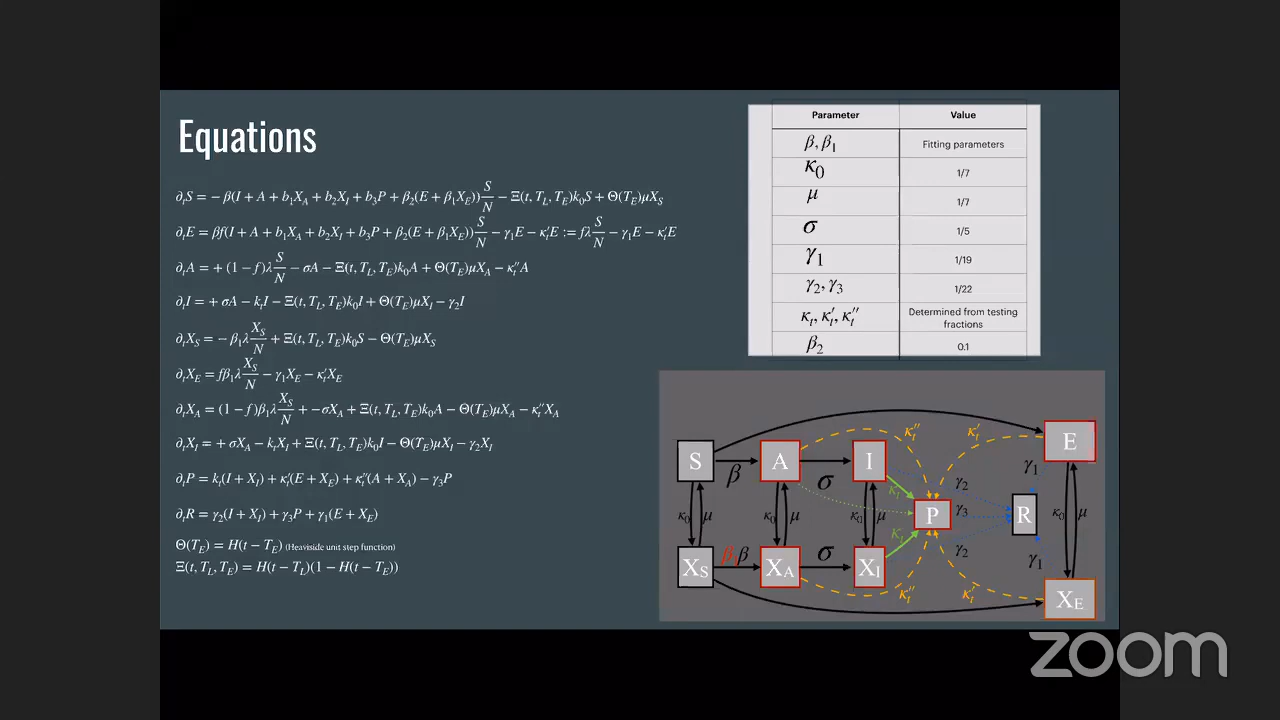 Equations
∂ₜS = − β(I + A + b₁X_A + b₂X_I + b₃P + β₂(E + β₁X_E)) S/N − Ξ(t, T_L, T_E)k₀S + Θ(T_E)μX_S
∂ₜE = βf(I + A + b₁X_A + b₂X_I + b₃P + β₂(E + β₁X_E)) S/N − γ₁E − κ′ₜE := fλ S/N − γ₁E − κ′ₜE
∂ₜA = + (1 − f)λ S/N − σA − Ξ(t, T_L, T_E)k₀A + Θ(T_E)μX_A − κ″ₜA
∂ₜI = + σA − kₜI − Ξ(t, T_L, T_E)k₀I + Θ(T_E)μX_I − γ₂I
∂ₜX_S = − β₁λ X_S/N + Ξ(t, T_L, T_E)k₀S − Θ(T_E)μX_S
∂ₜX_E = fβ₁λ X_S/N − γ₁X_E − κ′ₜX_E
∂ₜX_A = (1 − f)β₁λ X_S/N + −σX_A + Ξ(t, T_L, T_E)k₀A − Θ(T_E)μX_A − κ″ₜX_A
∂ₜX_I = + σX_A − kₜX_I + Ξ(t, T_L, T_E)k₀I − Θ(T_E)μX_I − γ₂X_I
∂ₜP = kₜ(I + X_I) + κ′ₜ(E + X_E) + κ″ₜ(A + X_A) − γ₃P
∂ₜR = γ₂(I + X_I) + γ₃P + γ₁(E + X_E)
Θ(T_E) = H(t − T_E) (Heaviside unit step function)
Ξ(t, T_L, T_E) = H(t − T_L)(1 − H(t − T_E))
Parameter Value
β, β₁ Fitting parameters
κ₀ 1/7
μ 1/7
σ 1/5
γ₁ 1/19
γ₂, γ₃ 1/22
κₜ, κ′ₜ, κ″ₜ Determined from testing
fractions
β₂ 0.1
κ″ₜ κ′ₜ
S β A σ I E
γ₁
κₜ γ₂
κ₀ μ κ₀ μ κ₀ μ P γ₃ R κ₀ μ
κₜ γ₂
γ₁
X_S β₁β X_A σ X_I
κ″ₜ κ′ₜ X_E
zoom